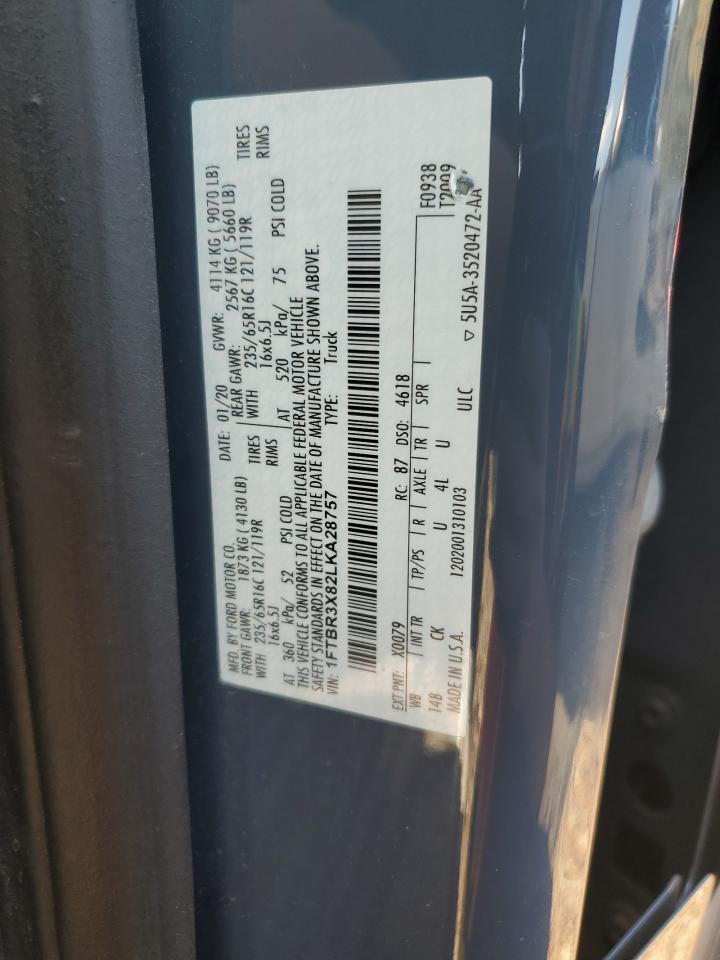 MFD. BY FORD MOTOR CO.
DATE: 01/20
GVWR: 4114 KG ( 9070 LB)
FRONT GAWR: 1873 KG ( 4130 LB)
REAR GAWR: 2567 KG ( 5660 LB)
WITH 235/65R16C 121/119R TIRES
WITH 235/65R16C 121/119R TIRES
16x6.5J RIMS
16x6.5J RIMS
AT 360 kPa/ 52 PSI COLD
AT 520 kPa/ 75 PSI COLD
THIS VEHICLE CONFORMS TO ALL APPLICABLE FEDERAL MOTOR VEHICLE
SAFETY STANDARDS IN EFFECT ON THE DATE OF MANUFACTURE SHOWN ABOVE.
VIN: 1FTBR3X82LKA28757
TYPE: Truck
F0938
EXT PNT: X0079 RC: 87 DSO: 4618
WB INT TR TP/PS R AXLE TR SPR
148 CK U 4L U
MADE IN U.S.A. 1202001310103 ULC
▽ 5U5A-3520472-AA